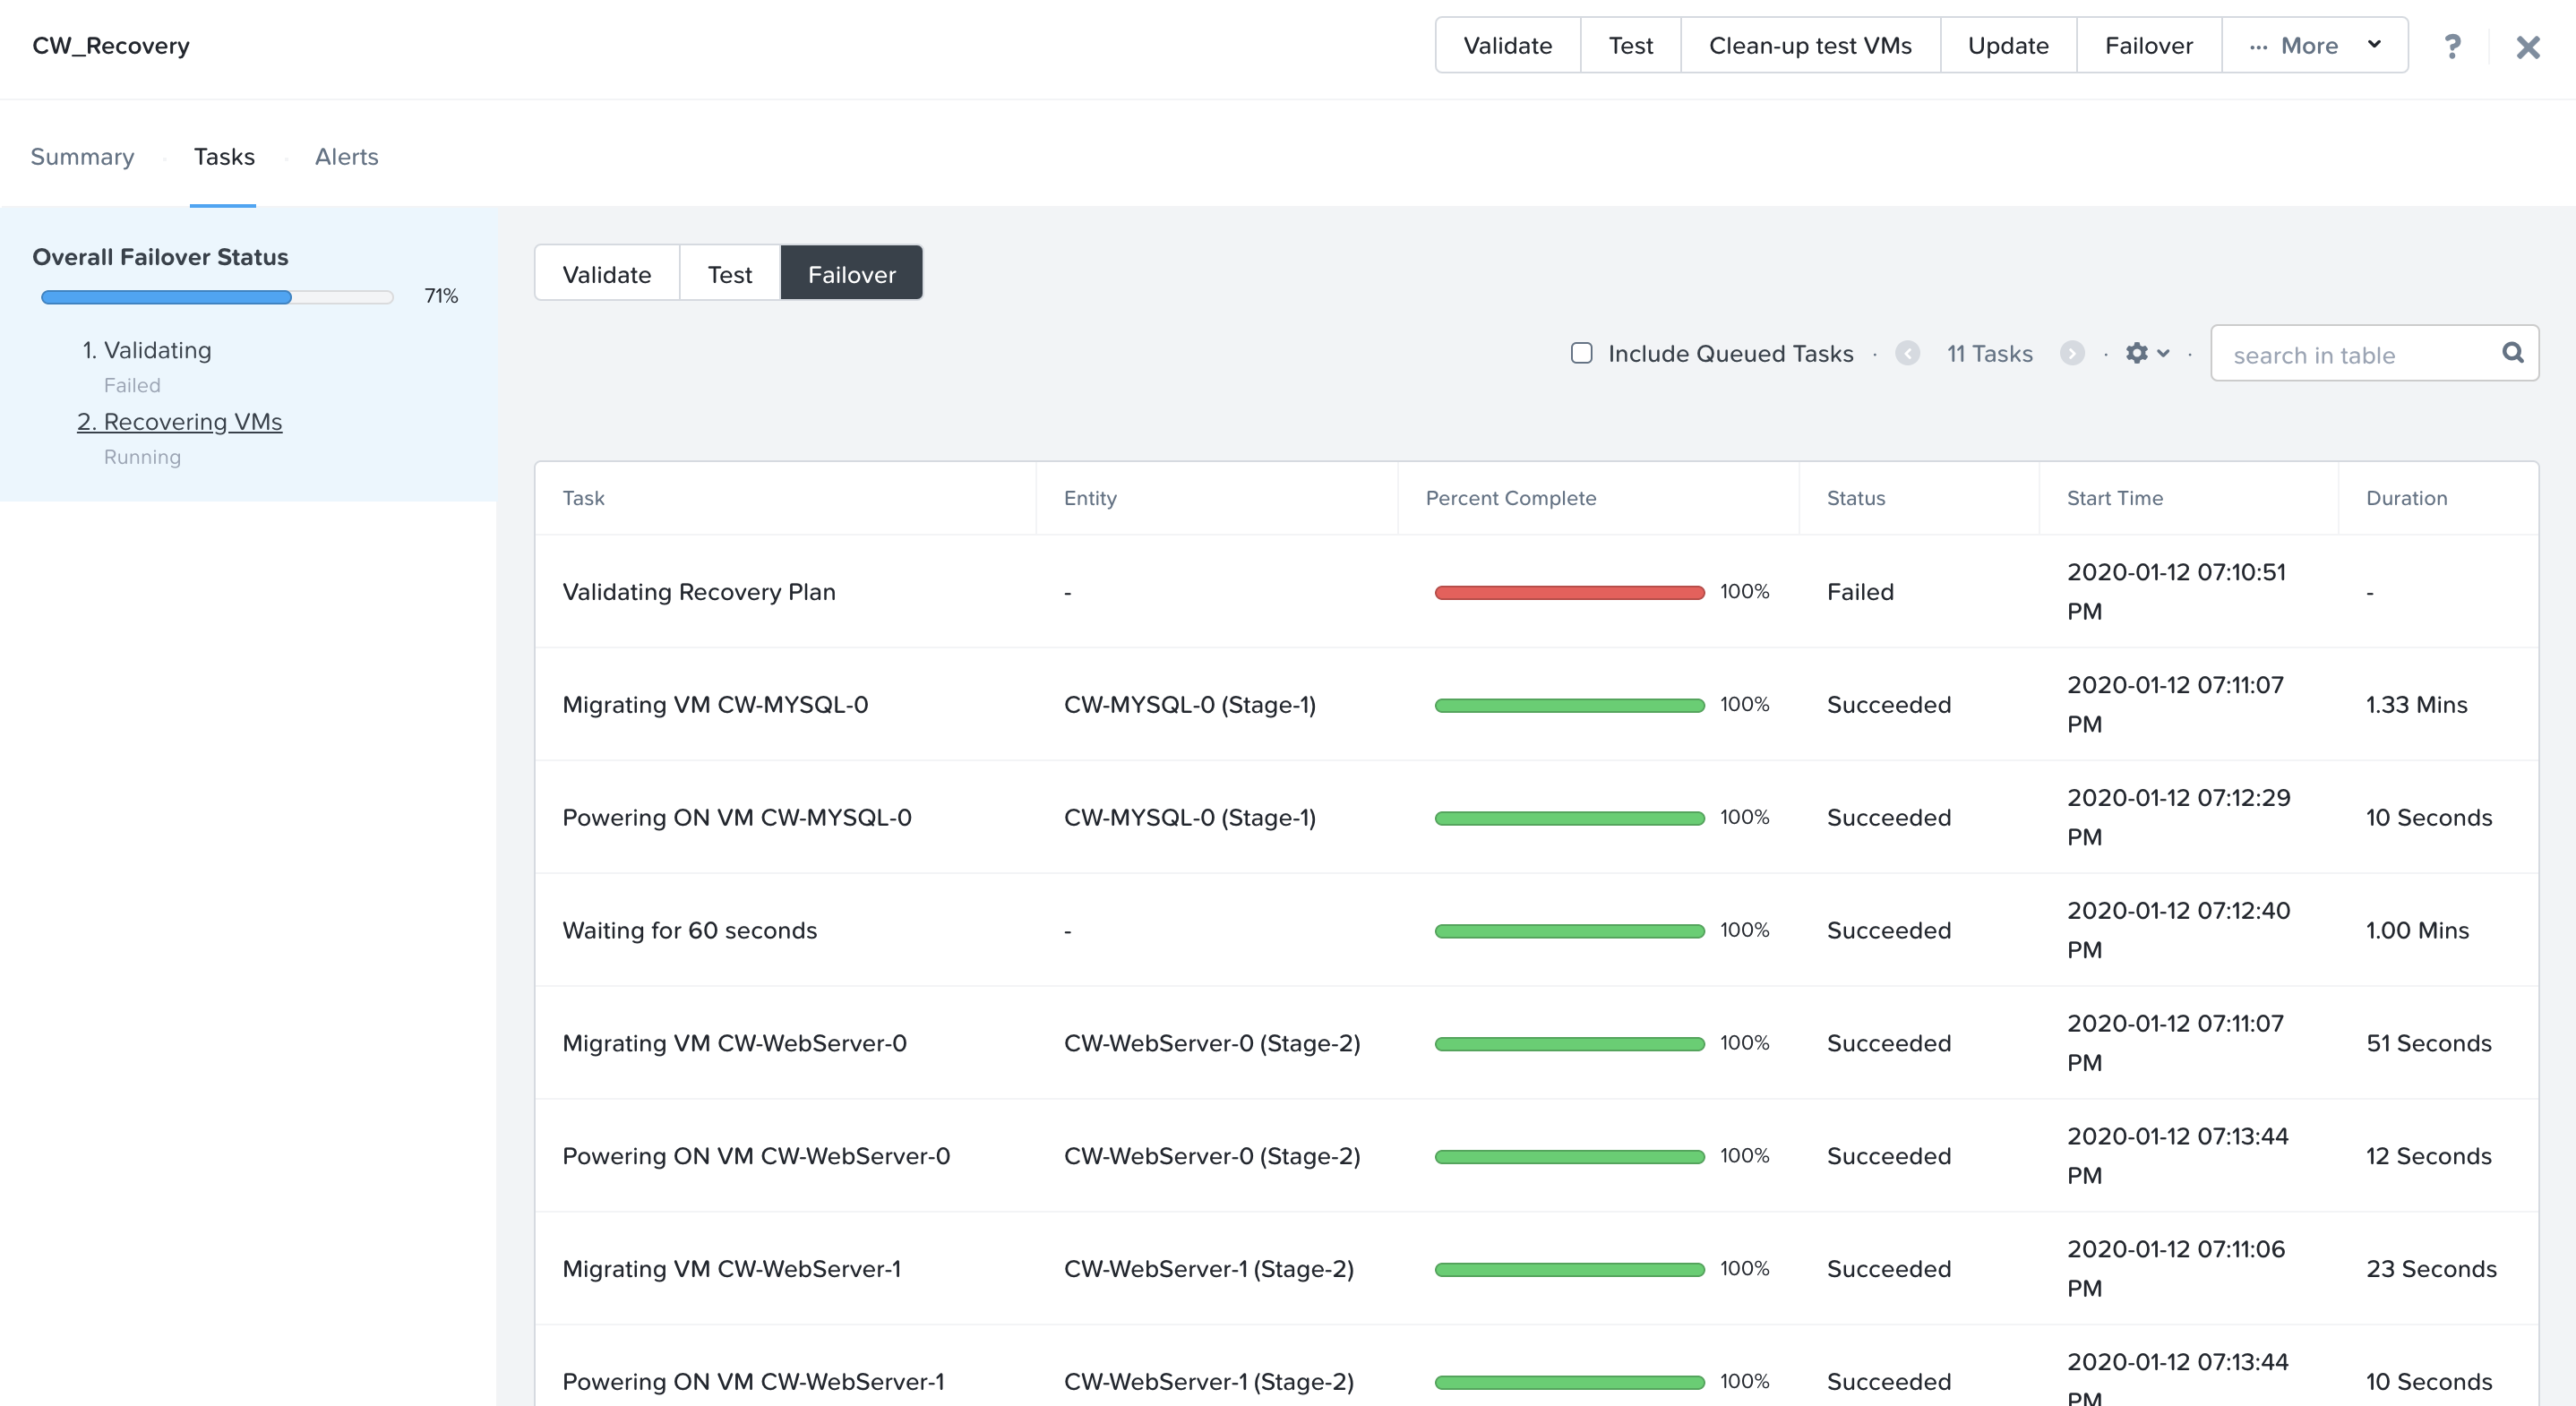 CW_Recovery
Validate Test Clean-up test VMs Update Failover ··· More ?
Summary · Tasks · Alerts
Overall Failover Status
71%
1. Validating
Failed
2. Recovering VMs
Running
Validate Test Failover
Include Queued Tasks · 11 Tasks · · search in table
Task Entity Percent Complete Status Start Time Duration
Validating Recovery Plan - 100% Failed 2020-01-12 07:10:51 PM -
Migrating VM CW-MYSQL-0 CW-MYSQL-0 (Stage-1) 100% Succeeded 2020-01-12 07:11:07 PM 1.33 Mins
Powering ON VM CW-MYSQL-0 CW-MYSQL-0 (Stage-1) 100% Succeeded 2020-01-12 07:12:29 PM 10 Seconds
Waiting for 60 seconds - 100% Succeeded 2020-01-12 07:12:40 PM 1.00 Mins
Migrating VM CW-WebServer-0 CW-WebServer-0 (Stage-2) 100% Succeeded 2020-01-12 07:11:07 PM 51 Seconds
Powering ON VM CW-WebServer-0 CW-WebServer-0 (Stage-2) 100% Succeeded 2020-01-12 07:13:44 PM 12 Seconds
Migrating VM CW-WebServer-1 CW-WebServer-1 (Stage-2) 100% Succeeded 2020-01-12 07:11:06 PM 23 Seconds
Powering ON VM CW-WebServer-1 CW-WebServer-1 (Stage-2) 100% Succeeded 2020-01-12 07:13:44 PM 10 Seconds